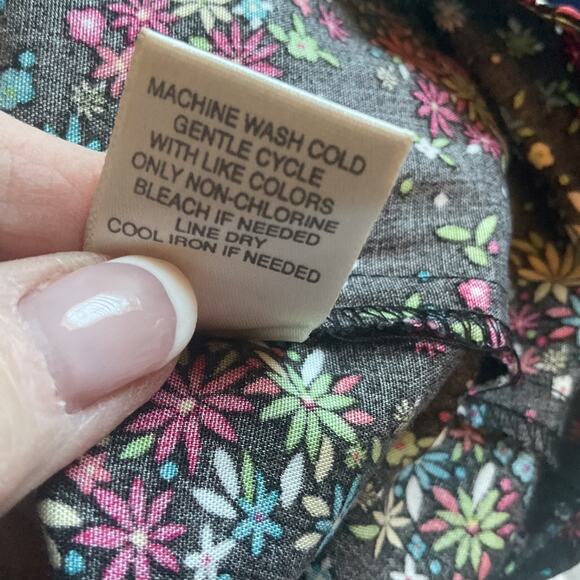 MACHINE WASH COLD
GENTLE CYCLE
WITH LIKE COLORS
ONLY NON-CHLORINE
BLEACH IF NEEDED
LINE DRY
COOL IRON IF NEEDED